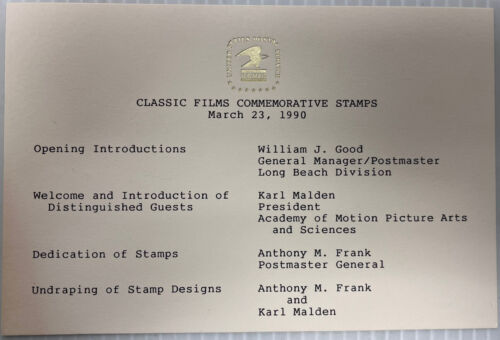 CLASSIC FILMS COMMEMORATIVE STAMPS
March 23, 1990
Opening Introductions
William J. Good
General Manager/Postmaster
Long Beach Division
Welcome and Introduction of
Distinguished Guests
Karl Malden
President
Academy of Motion Picture Arts
and Sciences
Dedication of Stamps
Anthony M. Frank
Postmaster General
Undraping of Stamp Designs
Anthony M. Frank
and
Karl Malden